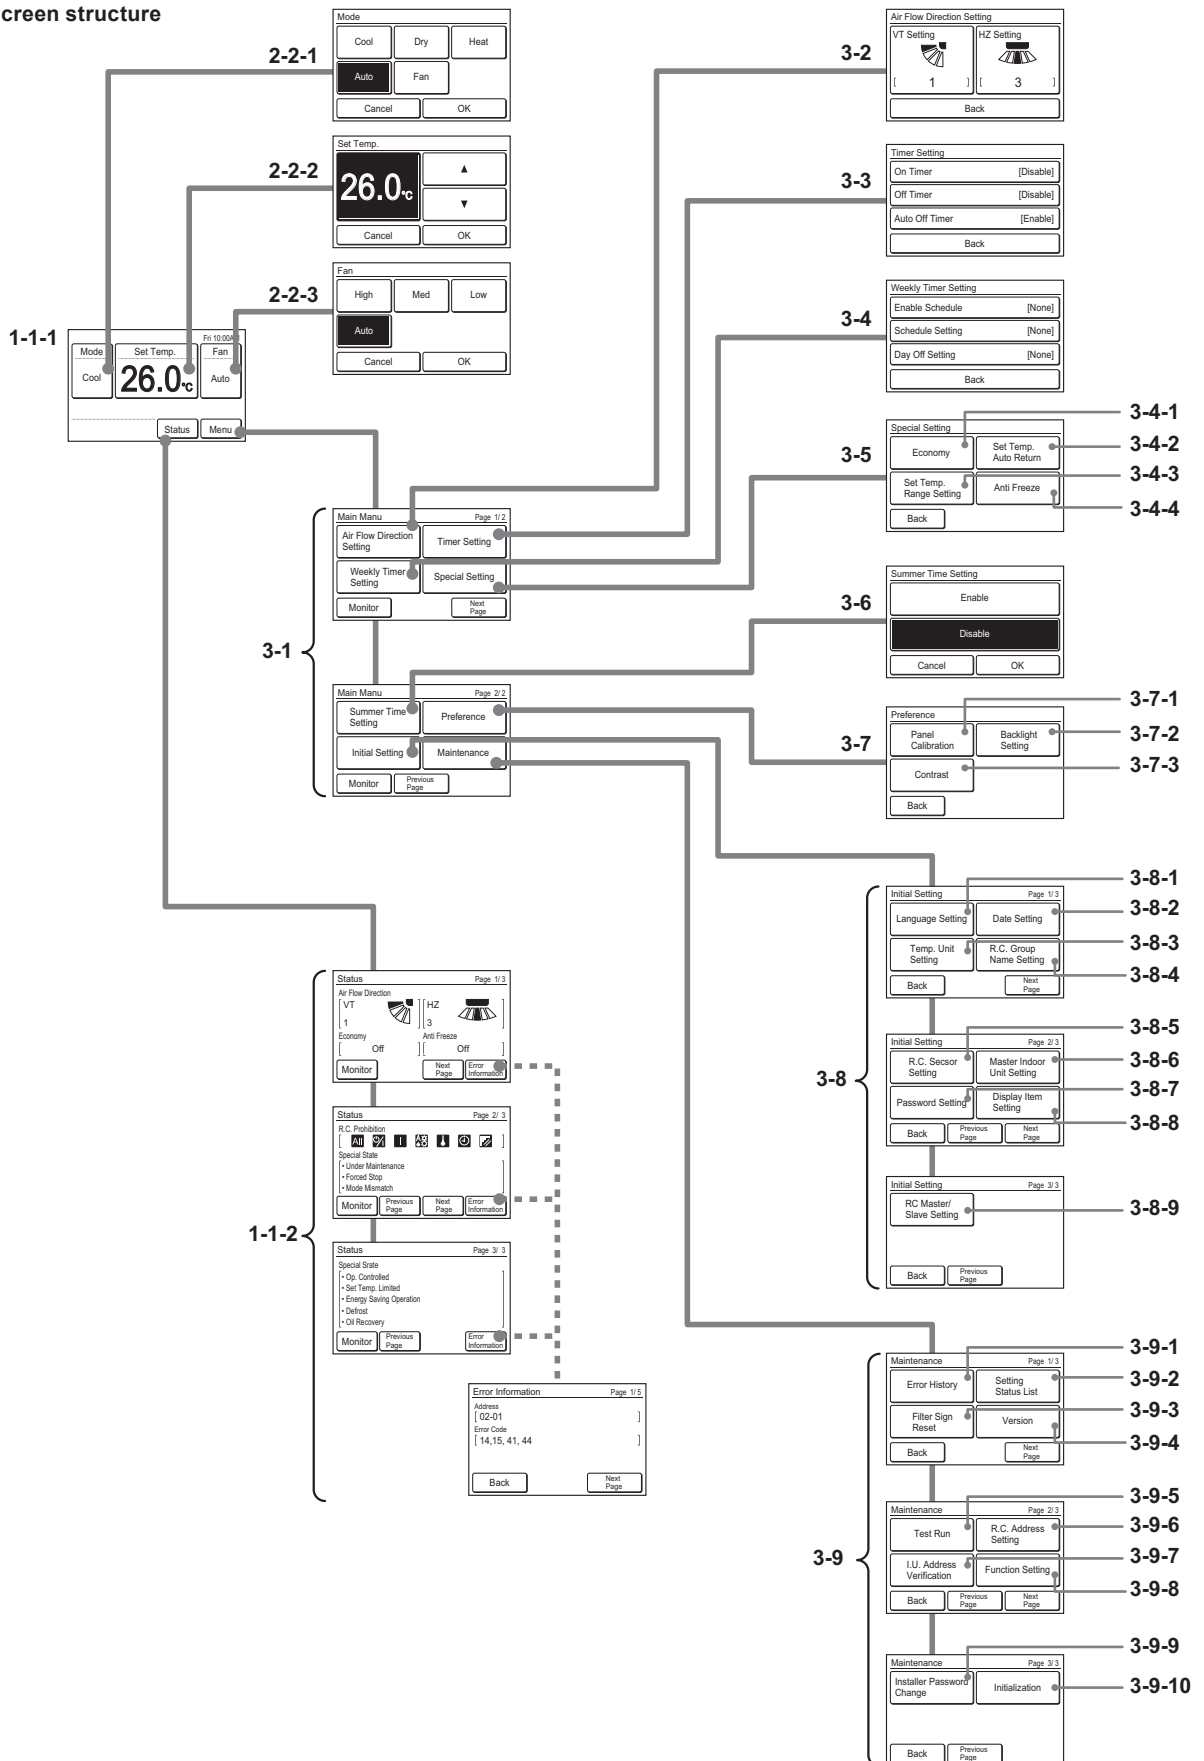 creen structure
2-2-1
Mode
Cool
Dry
Heat
Auto
Fan
Cancel
OK
2-2-2
Set Temp.
26.0°C
▲
▼
Cancel
OK
2-2-3
Fan
High
Med
Low
Auto
Cancel
OK
1-1-1
Fri 10:00AM
Mode
Set Temp.
Fan
Cool
26.0°C
Auto
Status
Menu
3-1
Main Manu
Page 1/ 2
Air Flow Direction
Setting
Timer Setting
Weekly Timer
Setting
Special Setting
Monitor
Next
Page
Main Manu
Page 2/ 2
Summer Time
Setting
Preference
Initial Setting
Maintenance
Monitor
Previous
Page
1-1-2
Status
Page 1/ 3
Air Flow Direction
[ VT
1 ]
[ HZ
3 ]
Economy
Anti Freeze
[ Off ]
[ Off ]
Monitor
Next
Page
Error
Information
Status
Page 2/ 3
R.C. Prohibition
[ All ]
Special State
• Under Maintenance
• Forced Stop
• Mode Mismatch
Monitor
Previous
Page
Next
Page
Error
Information
Status
Page 3/ 3
Special Srate
• Op. Controlled
• Set Temp. Limited
• Energy Saving Operation
• Defrost
• Oil Recovery
Monitor
Previous
Page
Error
Information
Error Information
Page 1/ 5
Address
[ 02-01 ]
Error Code
[ 14,15, 41, 44 ]
Back
Next
Page
3-2
Air Flow Direction Setting
VT Setting
HZ Setting
[ 1 ]
[ 3 ]
Back
3-3
Timer Setting
On Timer [Disable]
Off Timer [Disable]
Auto Off Timer [Enable]
Back
3-4
Weekly Timer Setting
Enable Schedule [None]
Schedule Setting [None]
Day Off Setting [None]
Back
3-5
Special Setting
Economy
Set Temp.
Auto Return
Set Temp.
Range Setting
Anti Freeze
Back
3-4-1
3-4-2
3-4-3
3-4-4
3-6
Summer Time Setting
Enable
Disable
Cancel
OK
3-7
Preference
Panel
Calibration
Backlight
Setting
Contrast
Back
3-7-1
3-7-2
3-7-3
3-8
Initial Setting
Page 1/ 3
Language Setting
Date Setting
Temp. Unit
Setting
R.C. Group
Name Setting
Back
Next
Page
3-8-1
3-8-2
3-8-3
3-8-4
Initial Setting
Page 2/ 3
R.C. Secsor
Setting
Master Indoor
Unit Setting
Password Setting
Display Item
Setting
Back
Previous
Page
Next
Page
3-8-5
3-8-6
3-8-7
3-8-8
Initial Setting
Page 3/ 3
RC Master/
Slave Setting
Back
Previous
Page
3-8-9
3-9
Maintenance
Page 1/ 3
Error History
Setting
Status List
Filter Sign
Reset
Version
Back
Next
Page
3-9-1
3-9-2
3-9-3
3-9-4
Maintenance
Page 2/ 3
Test Run
R.C. Address
Setting
I.U. Address
Verification
Function Setting
Back
Previous
Page
Next
Page
3-9-5
3-9-6
3-9-7
3-9-8
Maintenance
Page 3/ 3
Installer Password
Change
Initialization
Back
Previous
Page
3-9-9
3-9-10